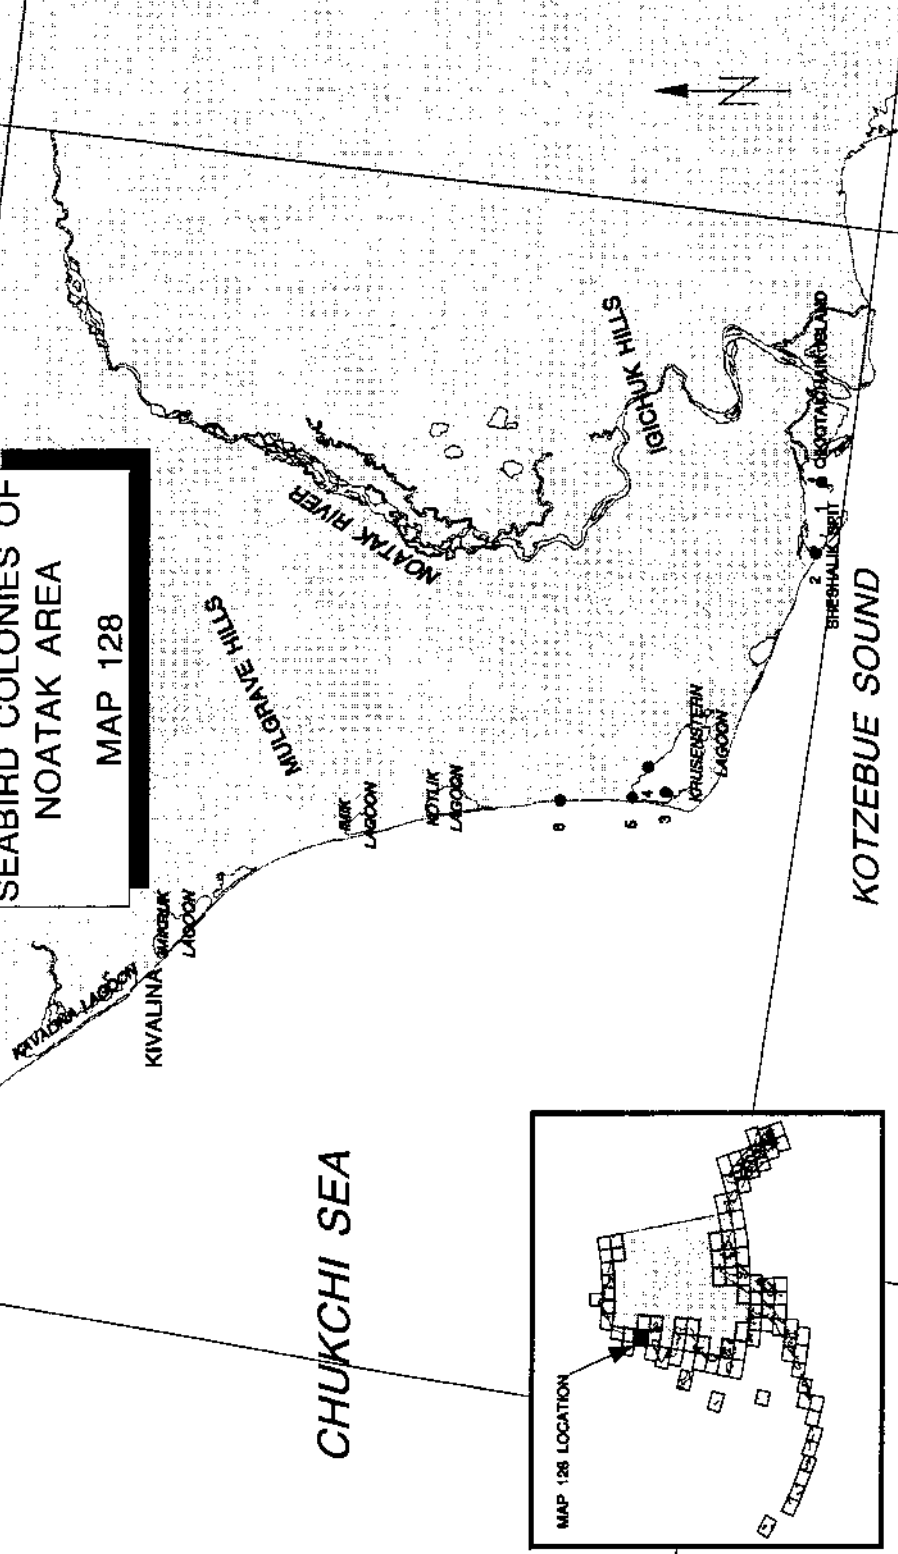 SEABIRD COLONIES OF
NOATAK AREA
MAP 128
N
KIVALINA
LAGOON
MULGRAVE HILLS
NOATAK RIVER
IMIK
LAGOON
KOTLIK
LAGOON
IGICHUK HILLS
6
5
4
3
KRUSENSTERN
LAGOON
2
1
SHESHALIK SPIT
CHUKCHI SEA
KOTZEBUE SOUND
MAP 128 LOCATION